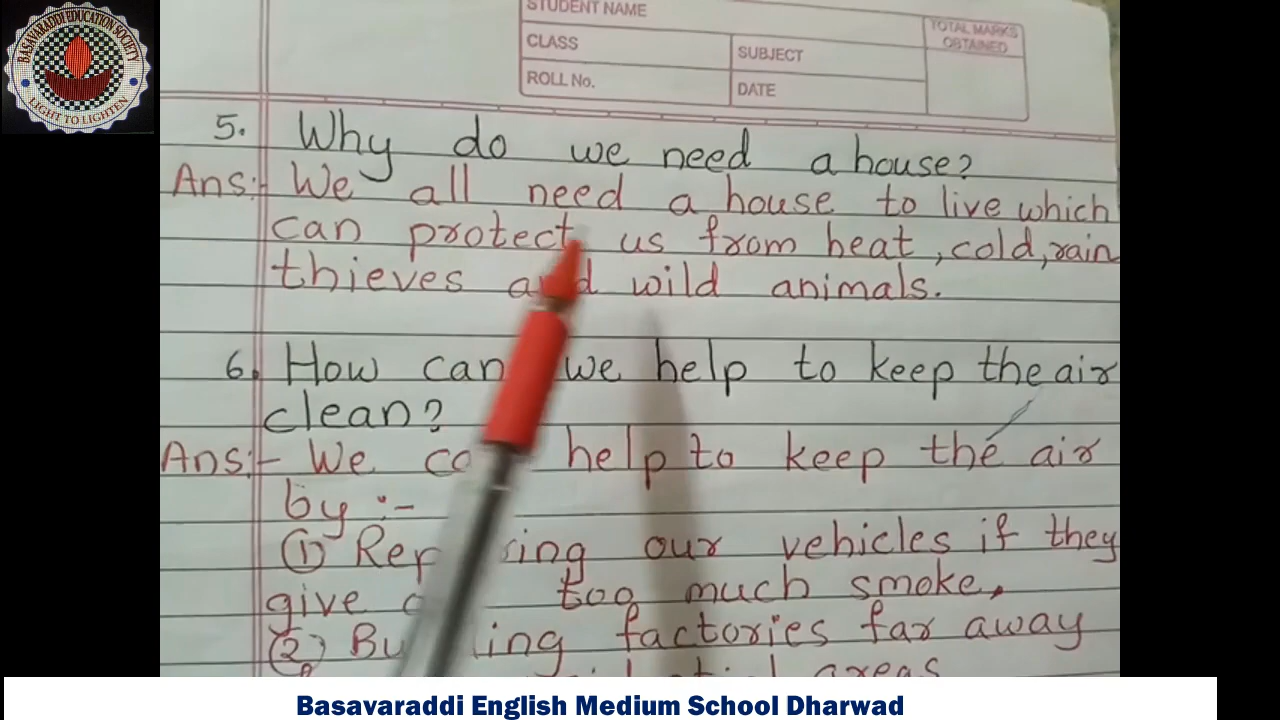 BASAVARADDI EDUCATION SOCIETY
LIGHT TO LIGHTEN
STUDENT NAME
CLASS
SUBJECT
TOTAL MARKS
OBTAINED
ROLL No.
DATE
5. Why do we need a house?
Ans:- We all need a house to live which
can protect us from heat, cold, rain
thieves and wild animals.
6. How can we help to keep the air
clean?
Ans:- We can help to keep the air
by :-
(1) Repairing our vehicles if they
give too much smoke,
(2) Building factories far away
areas
Basavaraddi English Medium School Dharwad